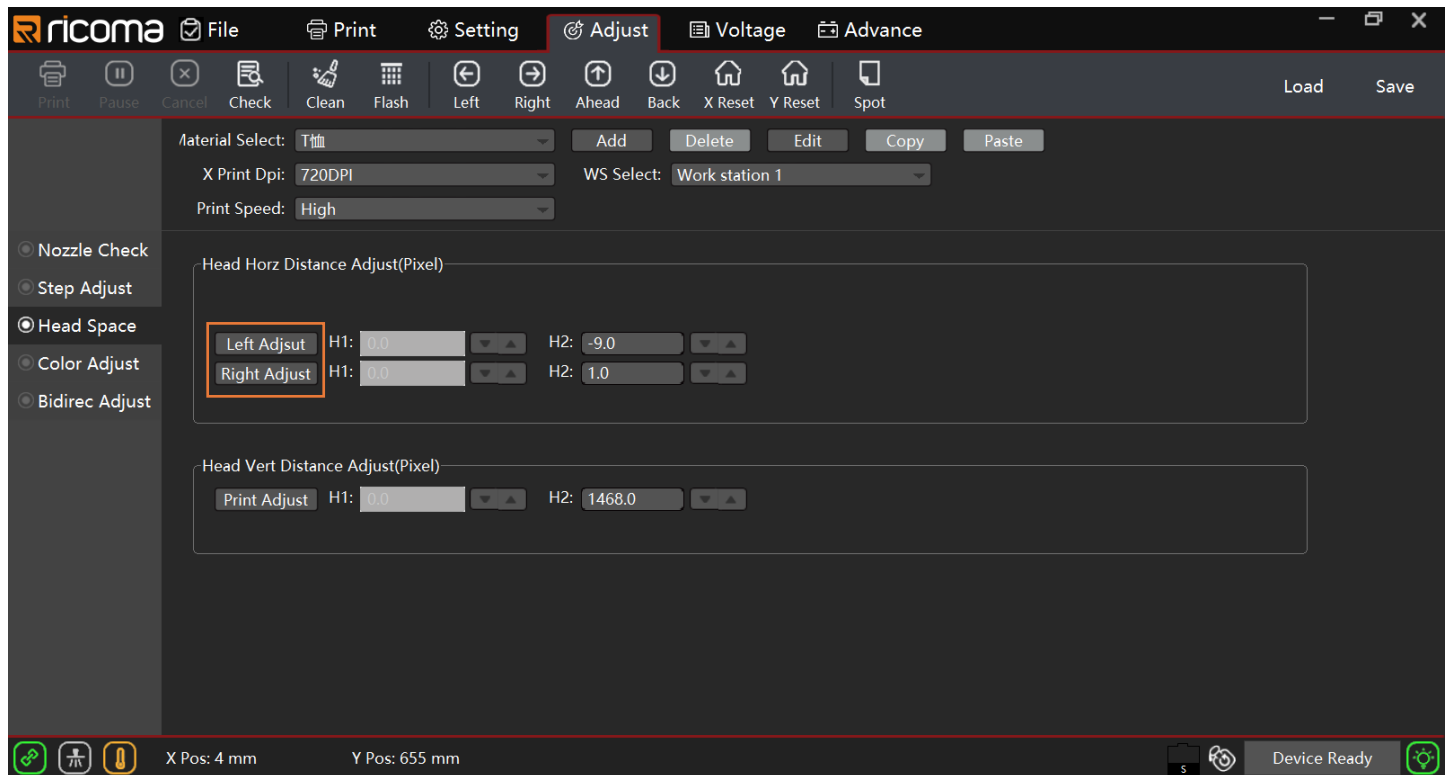 ricoma File Print Setting Adjust Voltage Advance
Print Pause Cancel Check Clean Flash Left Right Ahead Back X Reset Y Reset Spot Load Save
Material Select: T恤 Add Delete Edit Copy Paste
X Print Dpi: 720DPI WS Select: Work station 1
Print Speed: High
Nozzle Check
Step Adjust
Head Space
Color Adjust
Bidirec Adjust
Head Horz Distance Adjust(Pixel)
Left Adjsut H1: 0.0 H2: -9.0
Right Adjust H1: 0.0 H2: 1.0
Head Vert Distance Adjust(Pixel)
Print Adjust H1: 0.0 H2: 1468.0
X Pos: 4 mm Y Pos: 655 mm S Device Ready